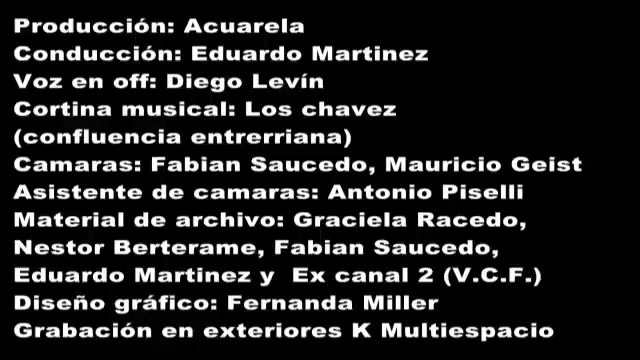 Producción: Acuarela
Conducción: Eduardo Martinez
Voz en off: Diego Levín
Cortina musical: Los chavez
(confluencia entrerriana)
Camaras: Fabian Saucedo, Mauricio Geist
Asistente de camaras: Antonio Piselli
Material de archivo: Graciela Racedo,
Nestor Berterame, Fabian Saucedo,
Eduardo Martinez y  Ex canal 2 (V.C.F.)
Diseño gráfico: Fernanda Miller
Grabación en exteriores K Multiespacio